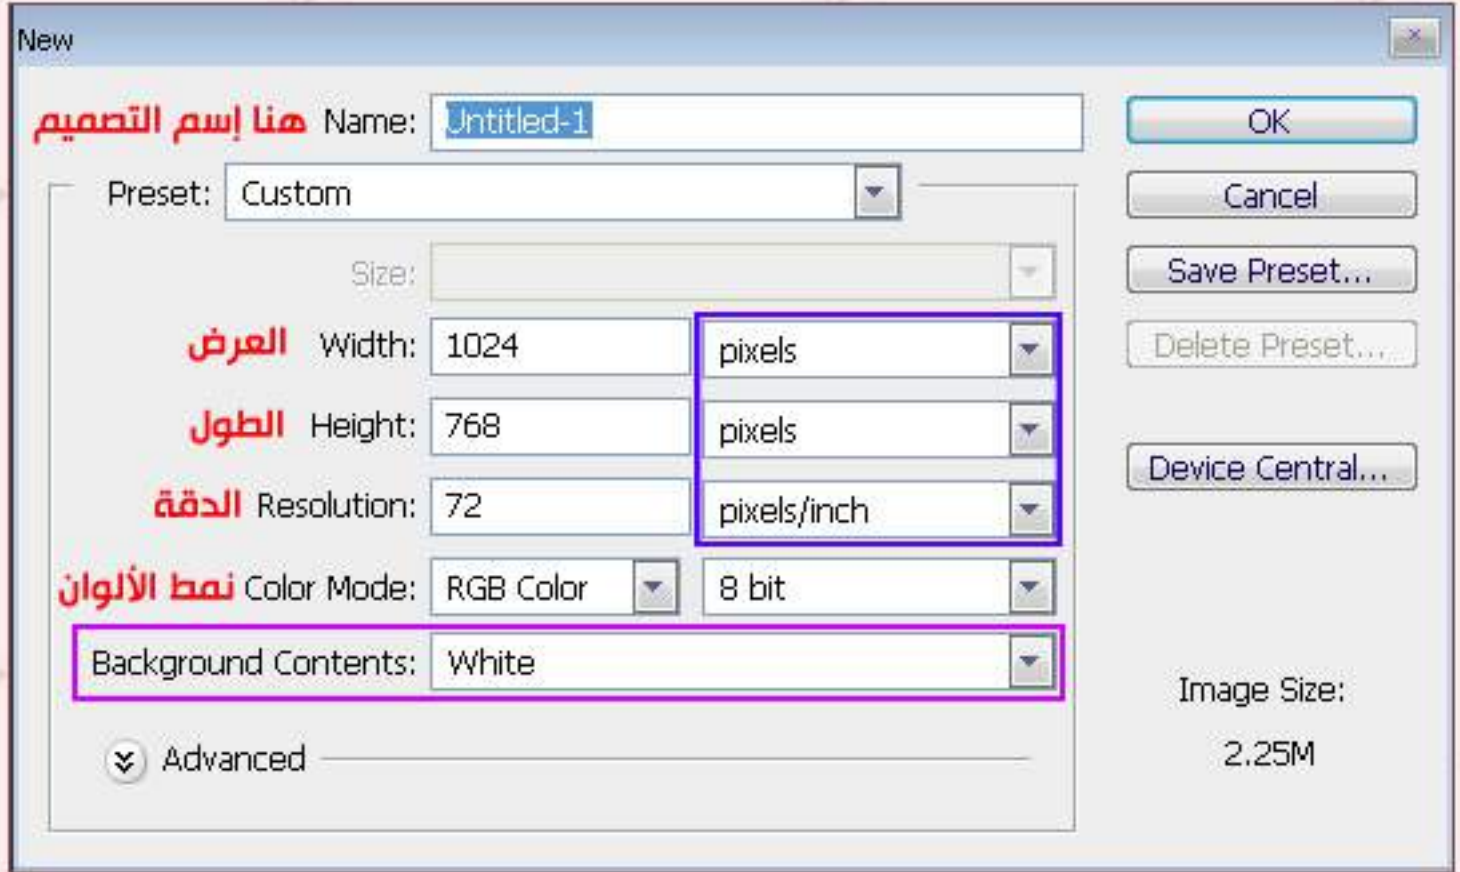 New
هنا إسم التصميم Name: Untitled-1
OK
Preset: Custom
Cancel
Size:
Save Preset...
العرض Width: 1024 pixels
Delete Preset...
الطول Height: 768 pixels
Device Central...
الدقة Resolution: 72 pixels/inch
نمط الألوان Color Mode: RGB Color 8 bit
Background Contents: White
Image Size:
2.25M
Advanced